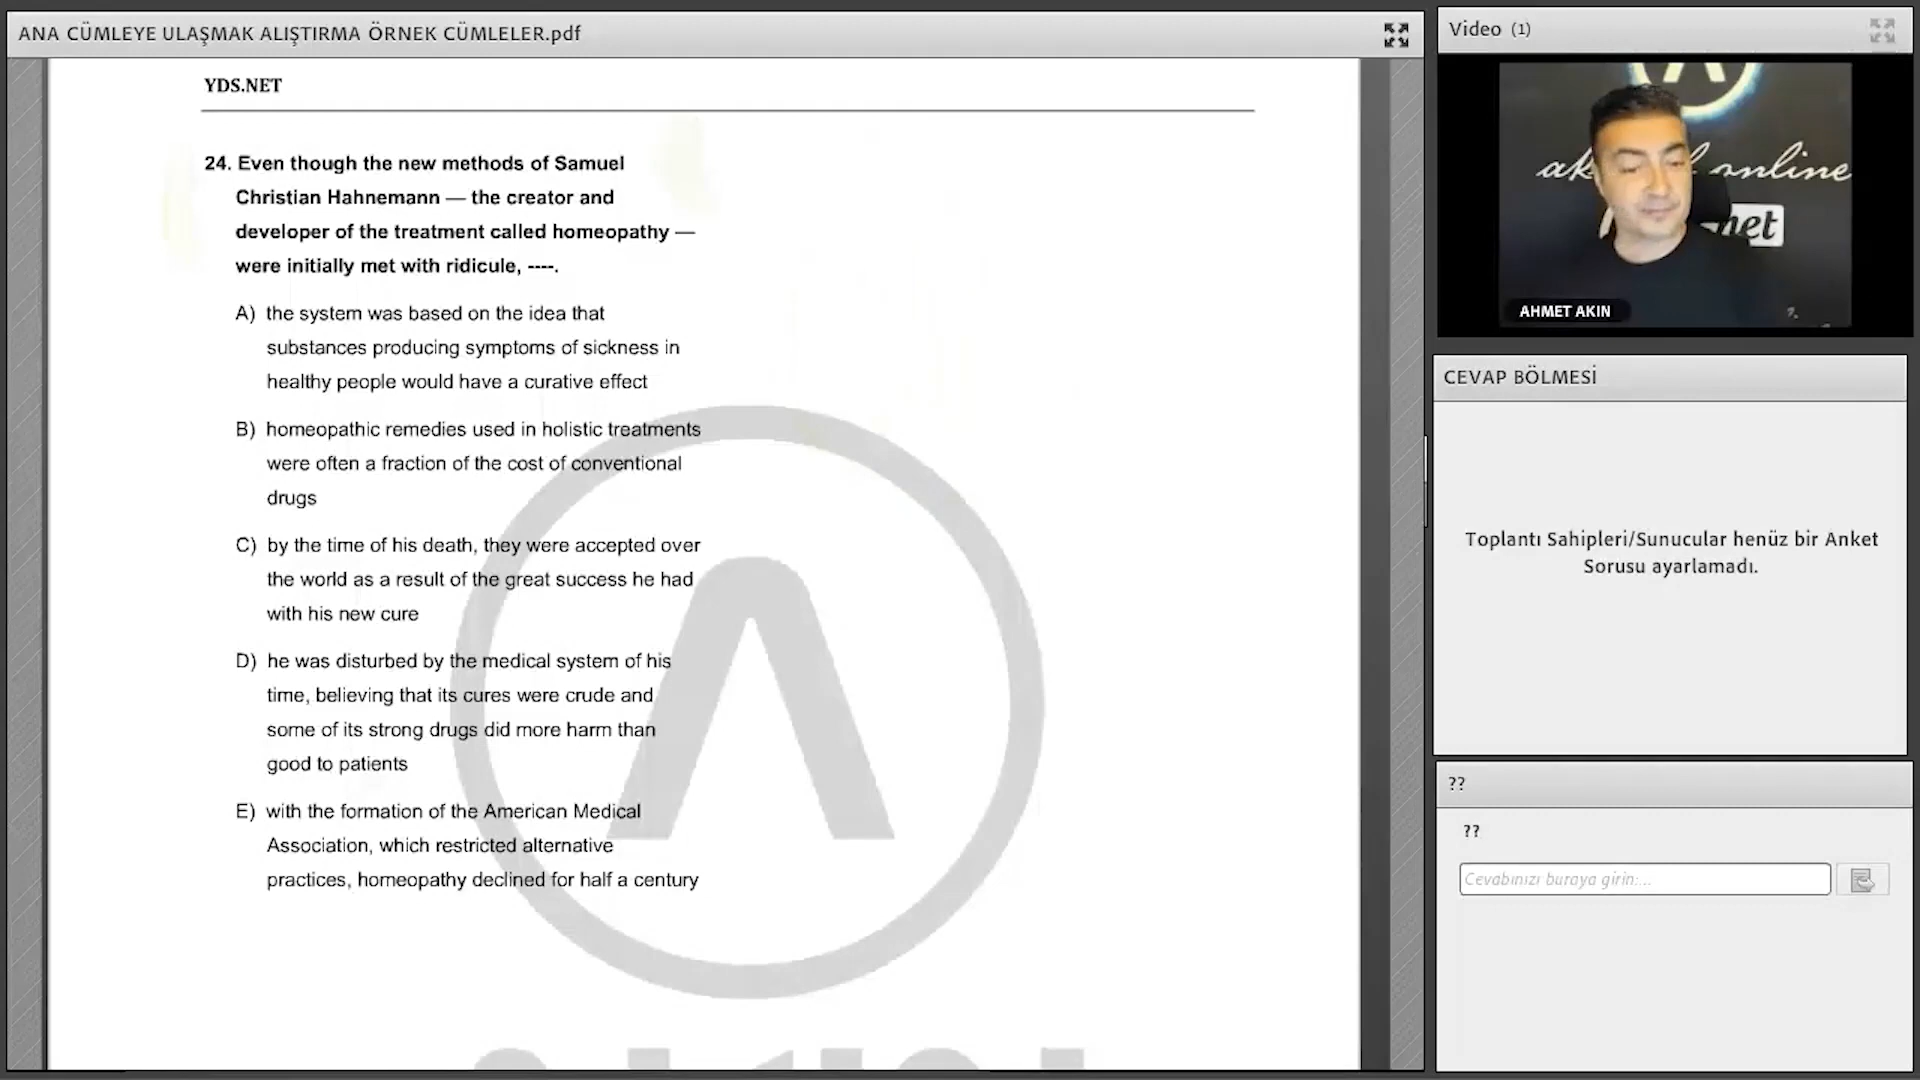 ANA CÜMLEYE ULAŞMAK ALIŞTIRMA ÖRNEK CÜMLELER.pdf
YDS.NET
24. Even though the new methods of Samuel
Christian Hahnemann — the creator and
developer of the treatment called homeopathy —
were initially met with ridicule, ----.
A) the system was based on the idea that
substances producing symptoms of sickness in
healthy people would have a curative effect
B) homeopathic remedies used in holistic treatments
were often a fraction of the cost of conventional
drugs
C) by the time of his death, they were accepted over
the world as a result of the great success he had
with his new cure
D) he was disturbed by the medical system of his
time, believing that its cures were crude and
some of its strong drugs did more harm than
good to patients
E) with the formation of the American Medical
Association, which restricted alternative
practices, homeopathy declined for half a century
Video (1)
online
net
AHMET AKIN
CEVAP BÖLMESİ
Toplantı Sahipleri/Sunucular henüz bir Anket
Sorusu ayarlamadı.
??
??
Cevabınızı buraya girin:...